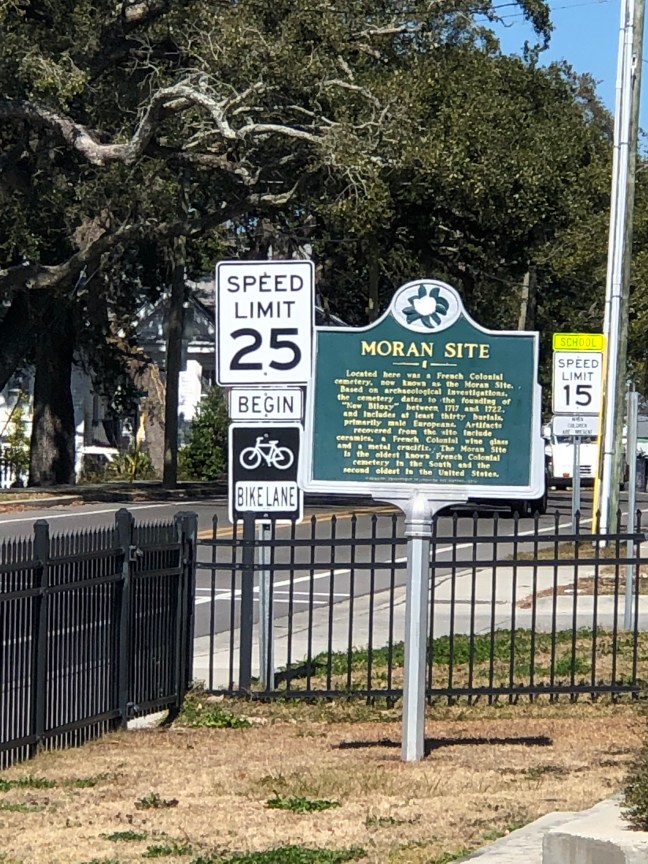 SPEED
LIMIT
25
BEGIN
BIKE LANE
MORAN SITE
Located here was a French Colonial
cemetery, now known as the Moran Site.
Based on archaeological investigations,
the cemetery dates to the founding of
"New Biloxy" between 1717 and 1722,
and includes at least thirty burials,
primarily male Europeans. Artifacts
recovered from the site include
ceramics, a French Colonial wine glass
and a metal crucifix. The Moran Site
is the oldest known French Colonial
cemetery in the South and the
second oldest in the United States.
SCHOOL
SPEED
LIMIT
15
WHEN
CHILDREN
ARE PRESENT